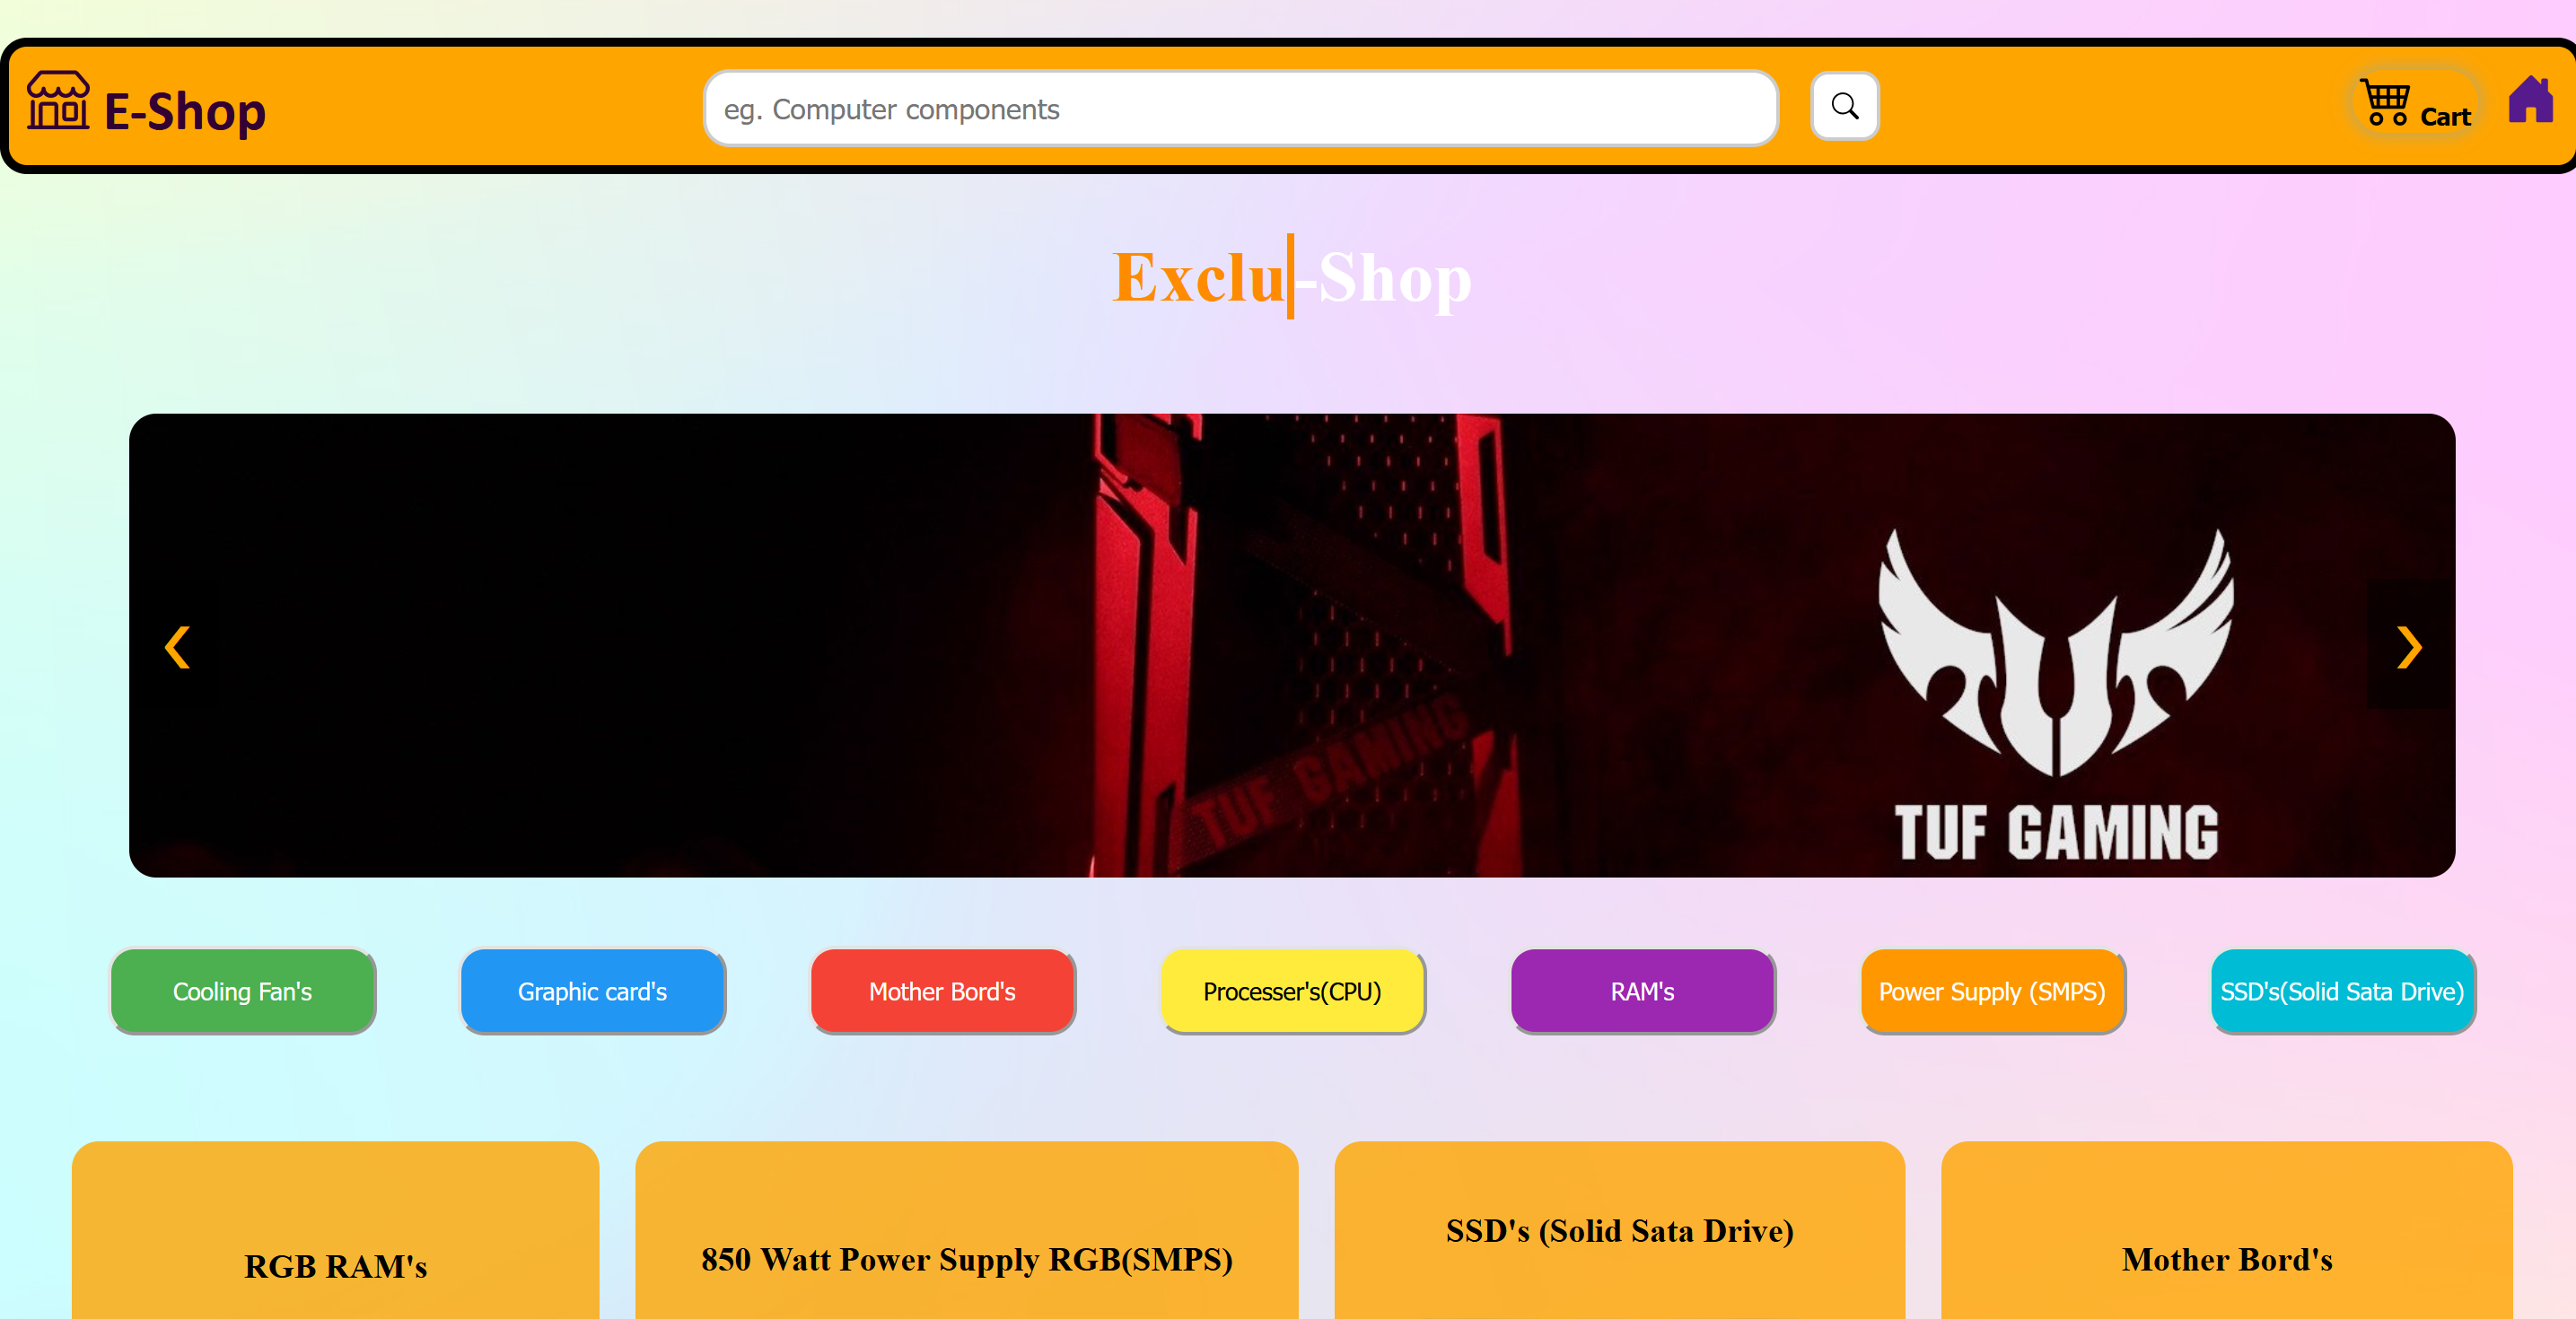 E-Shop
eg. Computer components
Cart
Exclu-Shop
TUF GAMING
TUF GAMING
Cooling Fan's
Graphic card's
Mother Bord's
Processer's(CPU)
RAM's
Power Supply (SMPS)
SSD's(Solid Sata Drive)
RGB RAM's
850 Watt Power Supply RGB(SMPS)
SSD's (Solid Sata Drive)
Mother Bord's